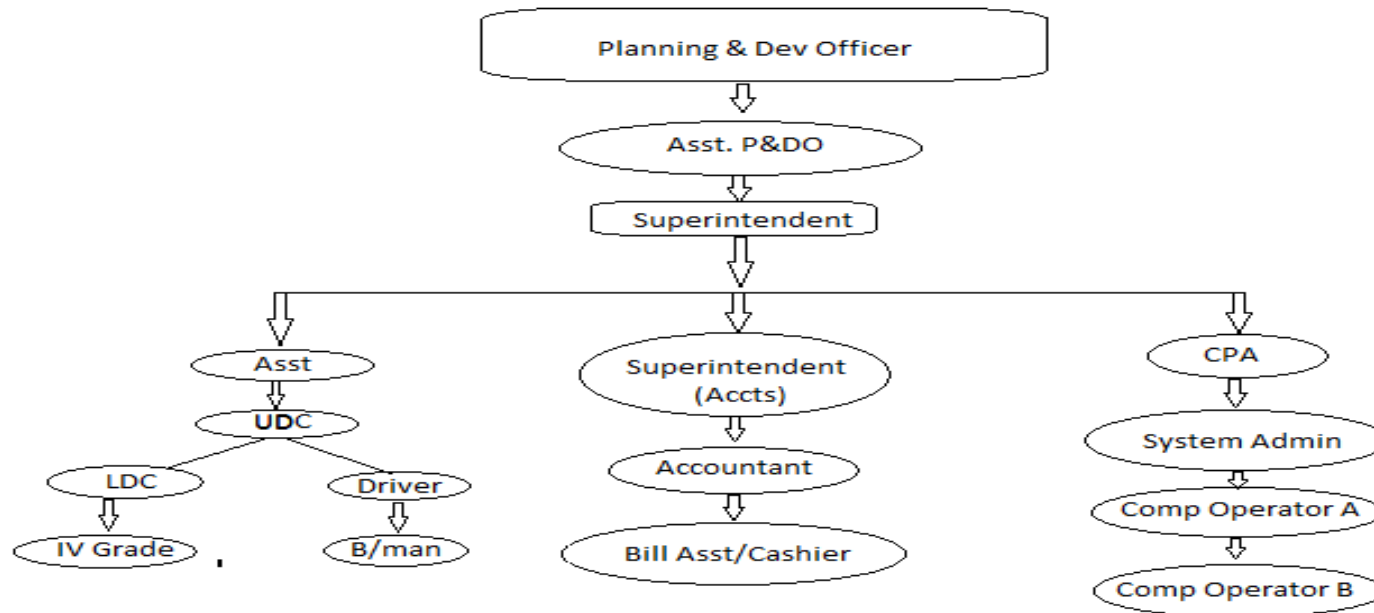 Planning & Dev Officer
Asst. P&DO
Superintendent
Asst
Superintendent
(Accts)
CPA
UDC
System Admin
LDC
Driver
Accountant
Comp Operator A
IV Grade
B/man
Bill Asst/Cashier
Comp Operator B